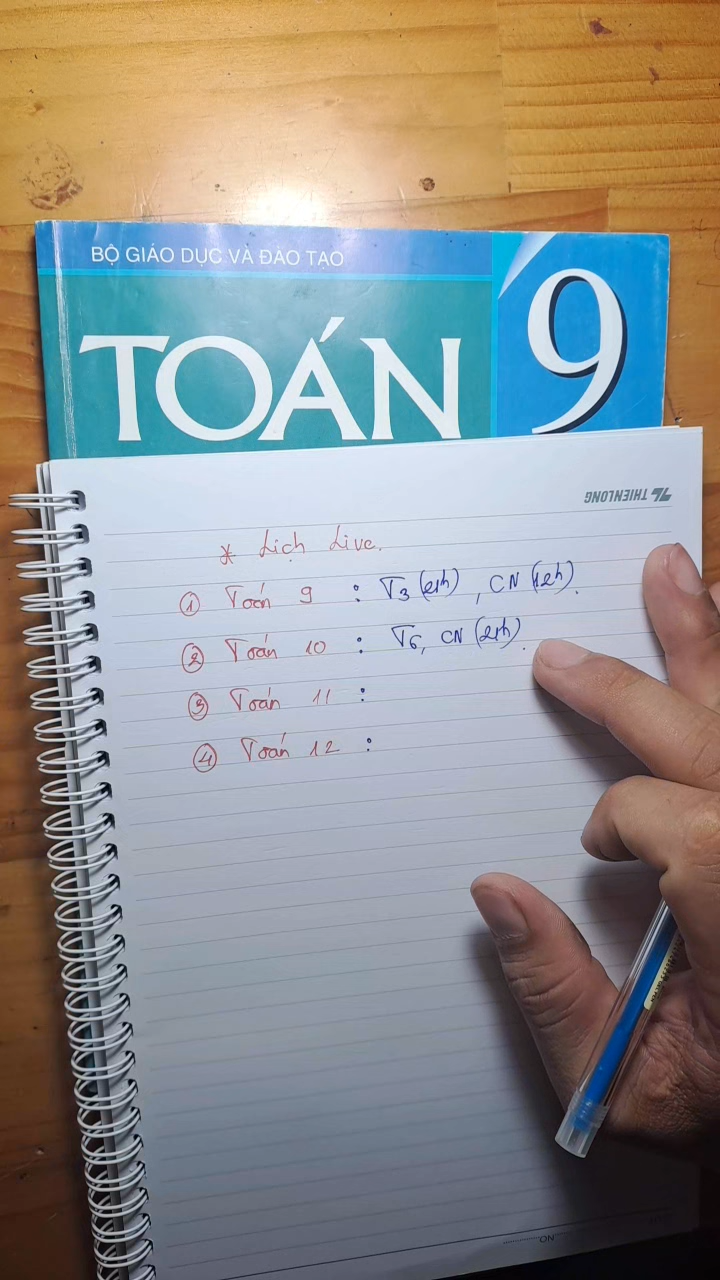 BỘ GIÁO DỤC VÀ ĐÀO TẠO
TOÁN 9
THIENLONG
* Lịch Live.
① Toán 9 : T3 (21h), CN (12h).
② Toán 10 : T6, CN (21h).
③ Toán 11 :
④ Toán 12 :
NO